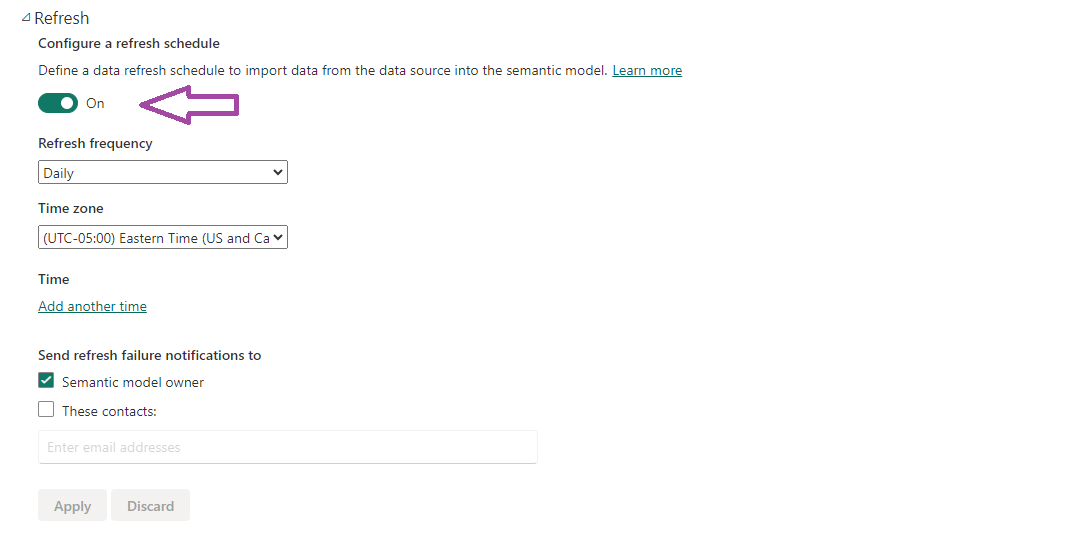 Refresh
Configure a refresh schedule
Define a data refresh schedule to import data from the data source into the semantic model. Learn more
On
Refresh frequency
Daily
Time zone
(UTC-05:00) Eastern Time (US and Ca
Time
Add another time
Send refresh failure notifications to
Semantic model owner
These contacts:
Enter email addresses
Apply Discard